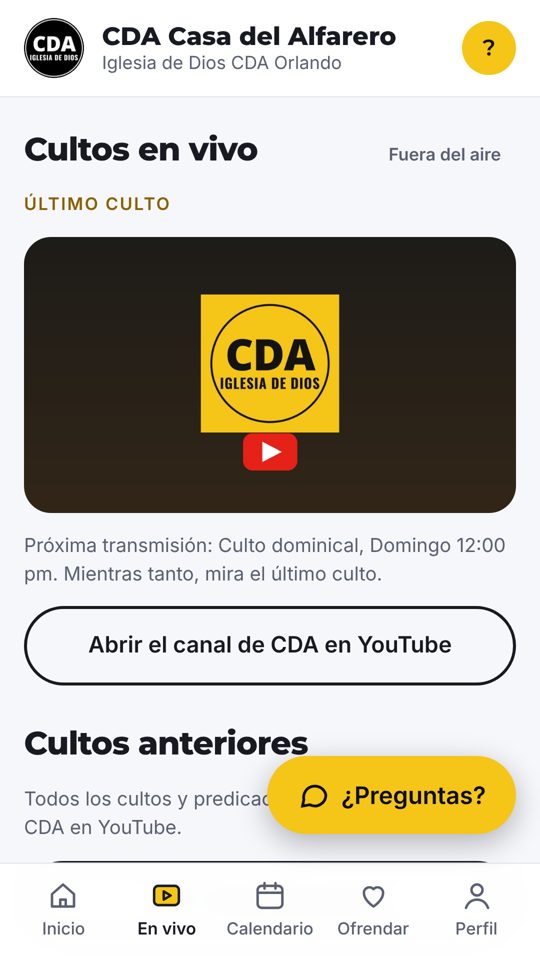 CDA
IGLESIA DE DIOS
CDA Casa del Alfarero
Iglesia de Dios CDA Orlando
?
Cultos en vivo
Fuera del aire
ÚLTIMO CULTO
CDA
IGLESIA DE DIOS
Próxima transmisión: Culto dominical, Domingo 12:00
pm. Mientras tanto, mira el último culto.
Abrir el canal de CDA en YouTube
Cultos anteriores
Todos los cultos y
CDA en YouTube.
¿Preguntas?
Inicio
En vivo
Calendario
Ofrendar
Perfil